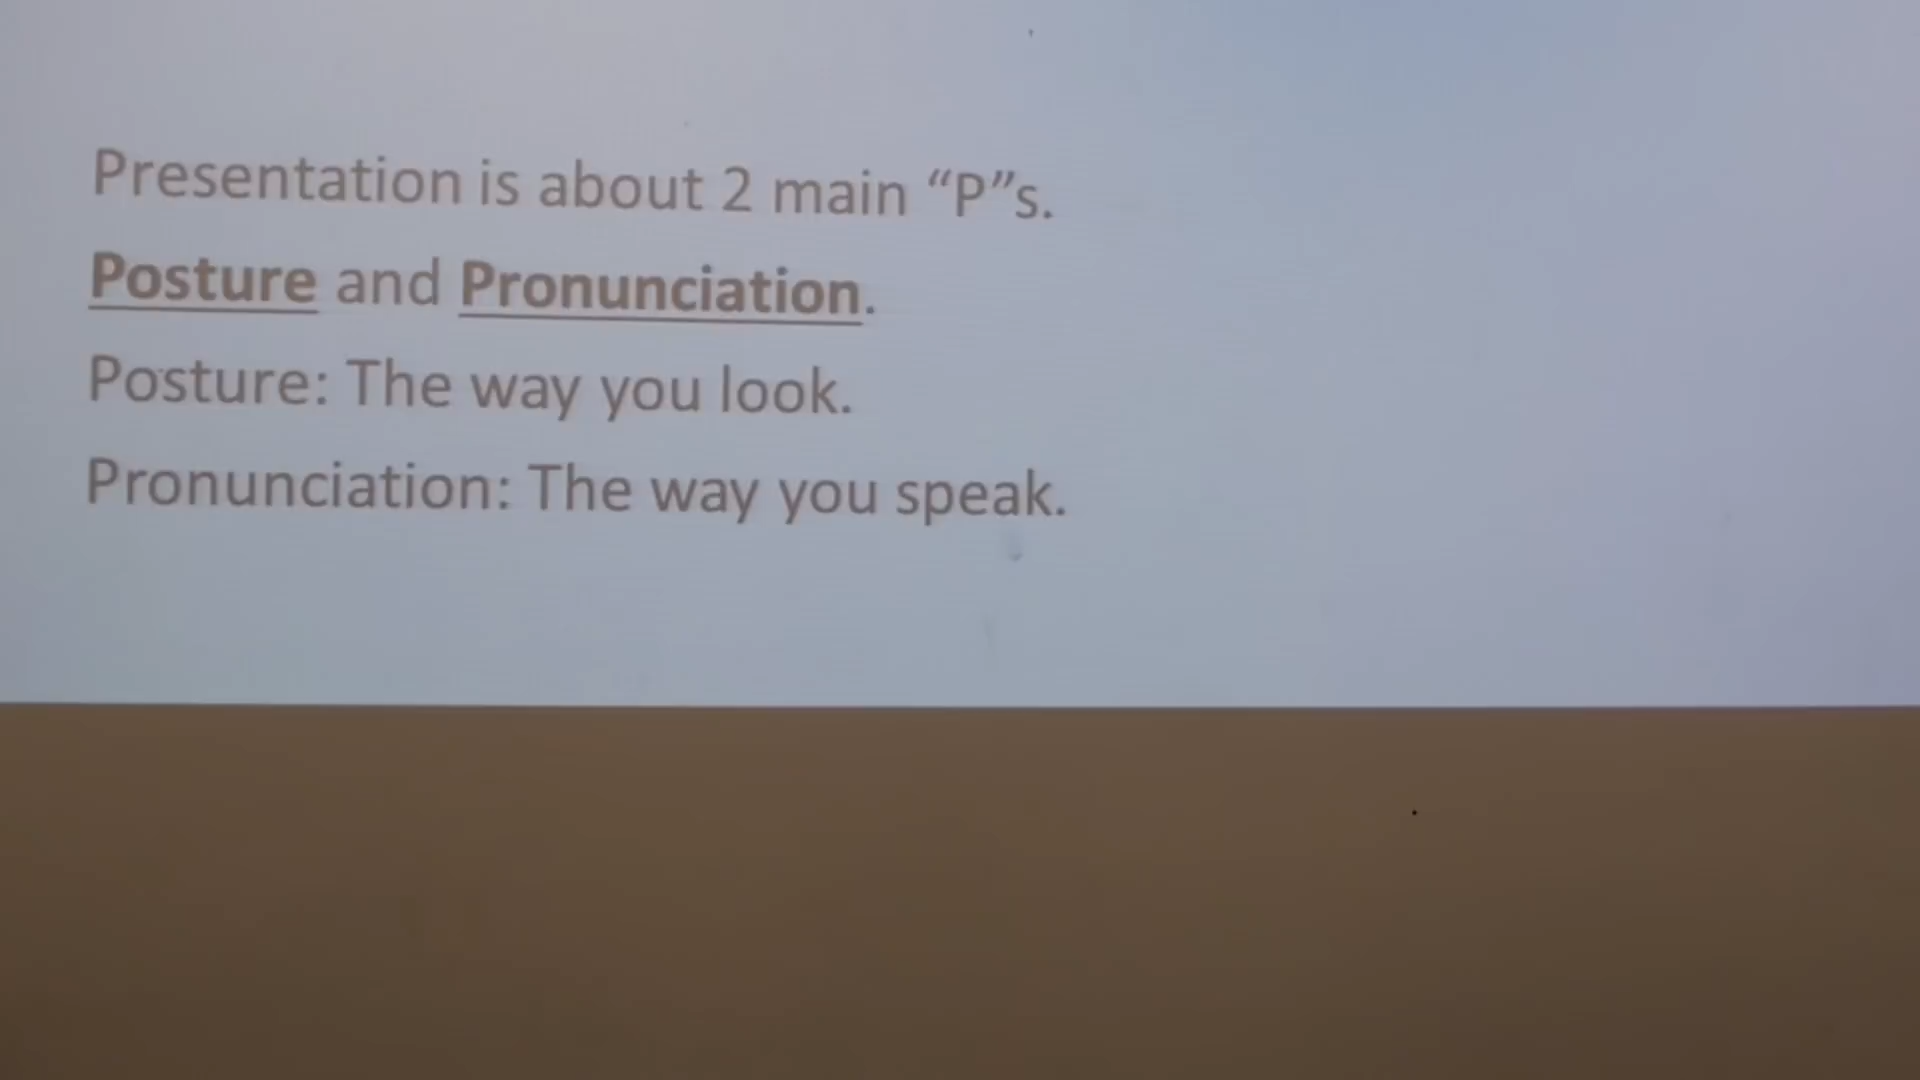 Presentation is about 2 main “P”s.
Posture and Pronunciation.
Posture: The way you look.
Pronunciation: The way you speak.